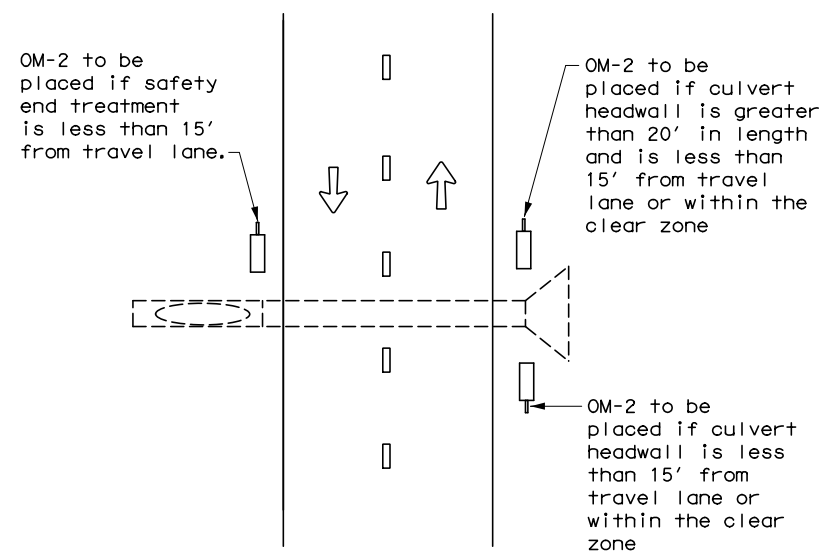 OM-2 to be
placed if safety
end treatment
is less than 15'
from travel lane.
OM-2 to be
placed if culvert
headwall is greater
than 20' in length
and is less than
15' from travel
lane or within the
clear zone
OM-2 to be
placed if culvert
headwall is less
than 15' from
travel lane or
within the clear
zone